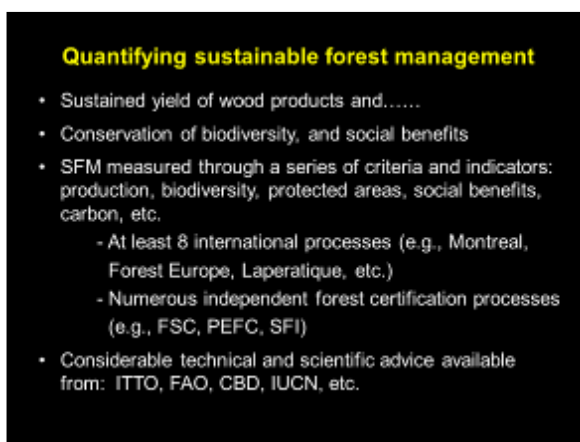 Quantifying sustainable forest management
• Sustained yield of wood products and……
• Conservation of biodiversity, and social benefits
• SFM measured through a series of criteria and indicators:
production, biodiversity, protected areas, social benefits,
carbon, etc.
- At least 8 international processes (e.g., Montreal,
Forest Europe, Laperatique, etc.)
- Numerous independent forest certification processes
(e.g., FSC, PEFC, SFI)
• Considerable technical and scientific advice available
from: ITTO, FAO, CBD, IUCN, etc.